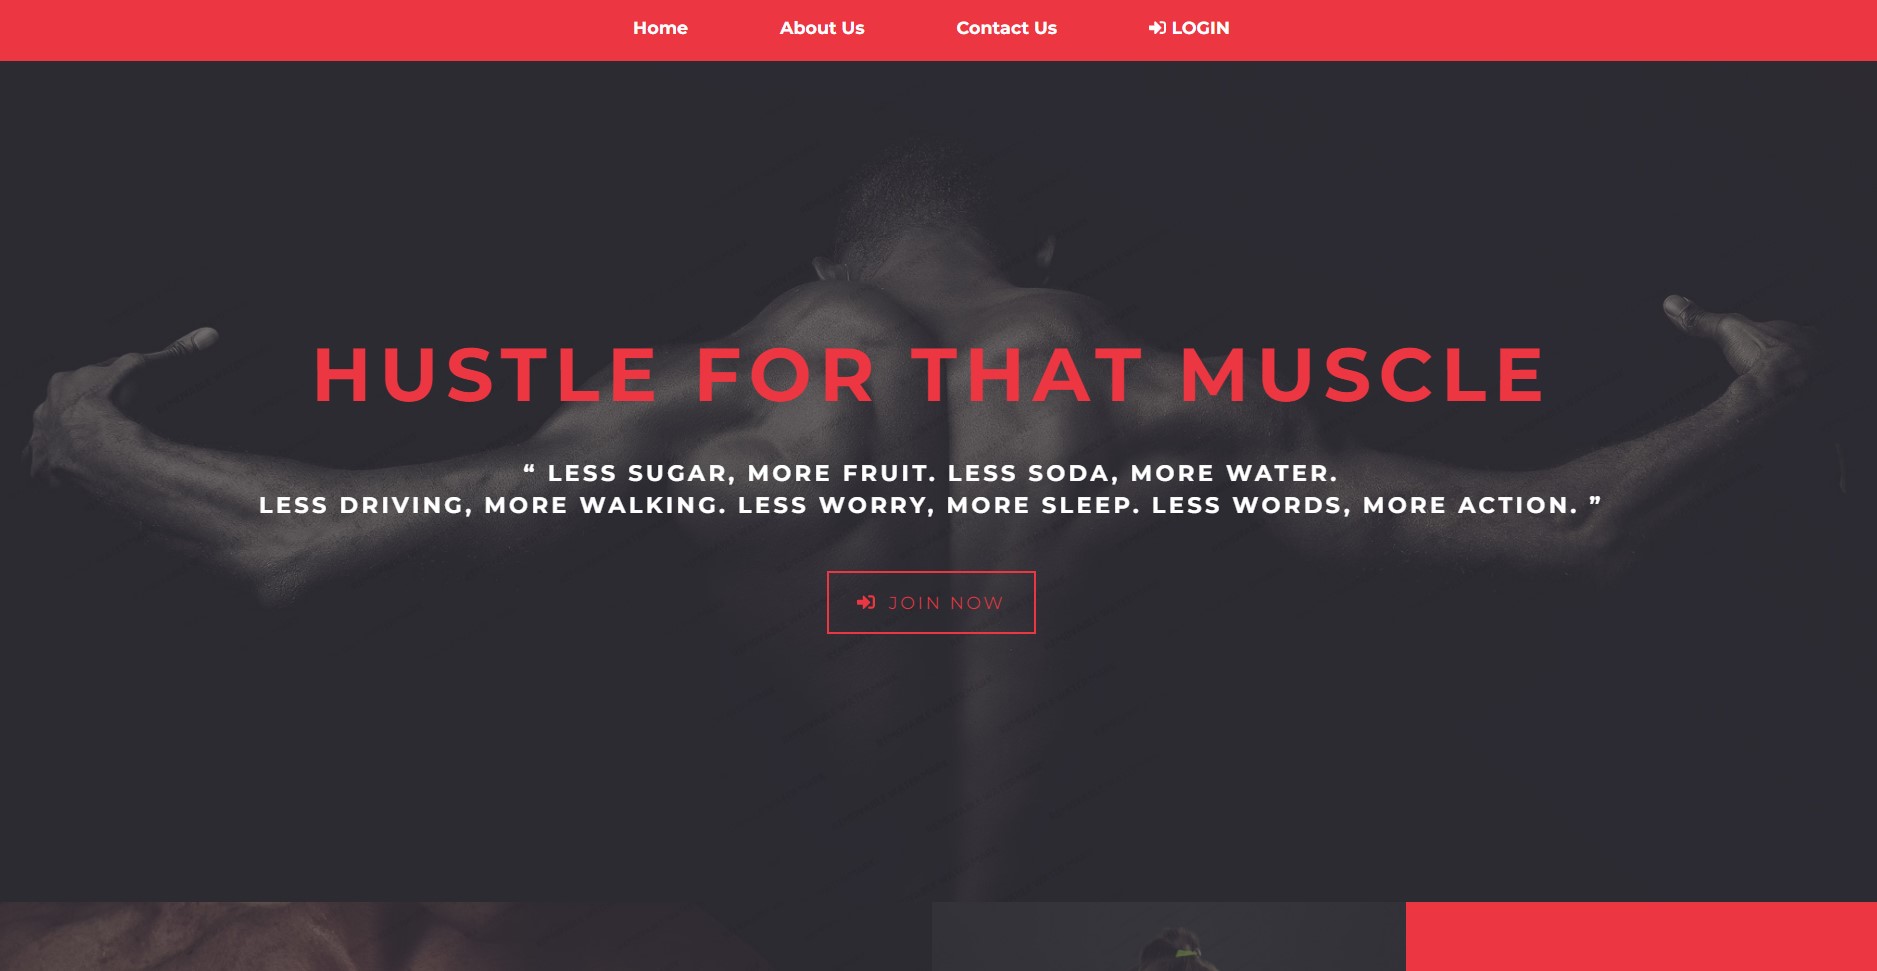 Home
About Us
Contact Us
LOGIN
HUSTLE FOR THAT MUSCLE
“ LESS SUGAR, MORE FRUIT. LESS SODA, MORE WATER.
LESS DRIVING, MORE WALKING. LESS WORRY, MORE SLEEP. LESS WORDS, MORE ACTION. ”
JOIN NOW